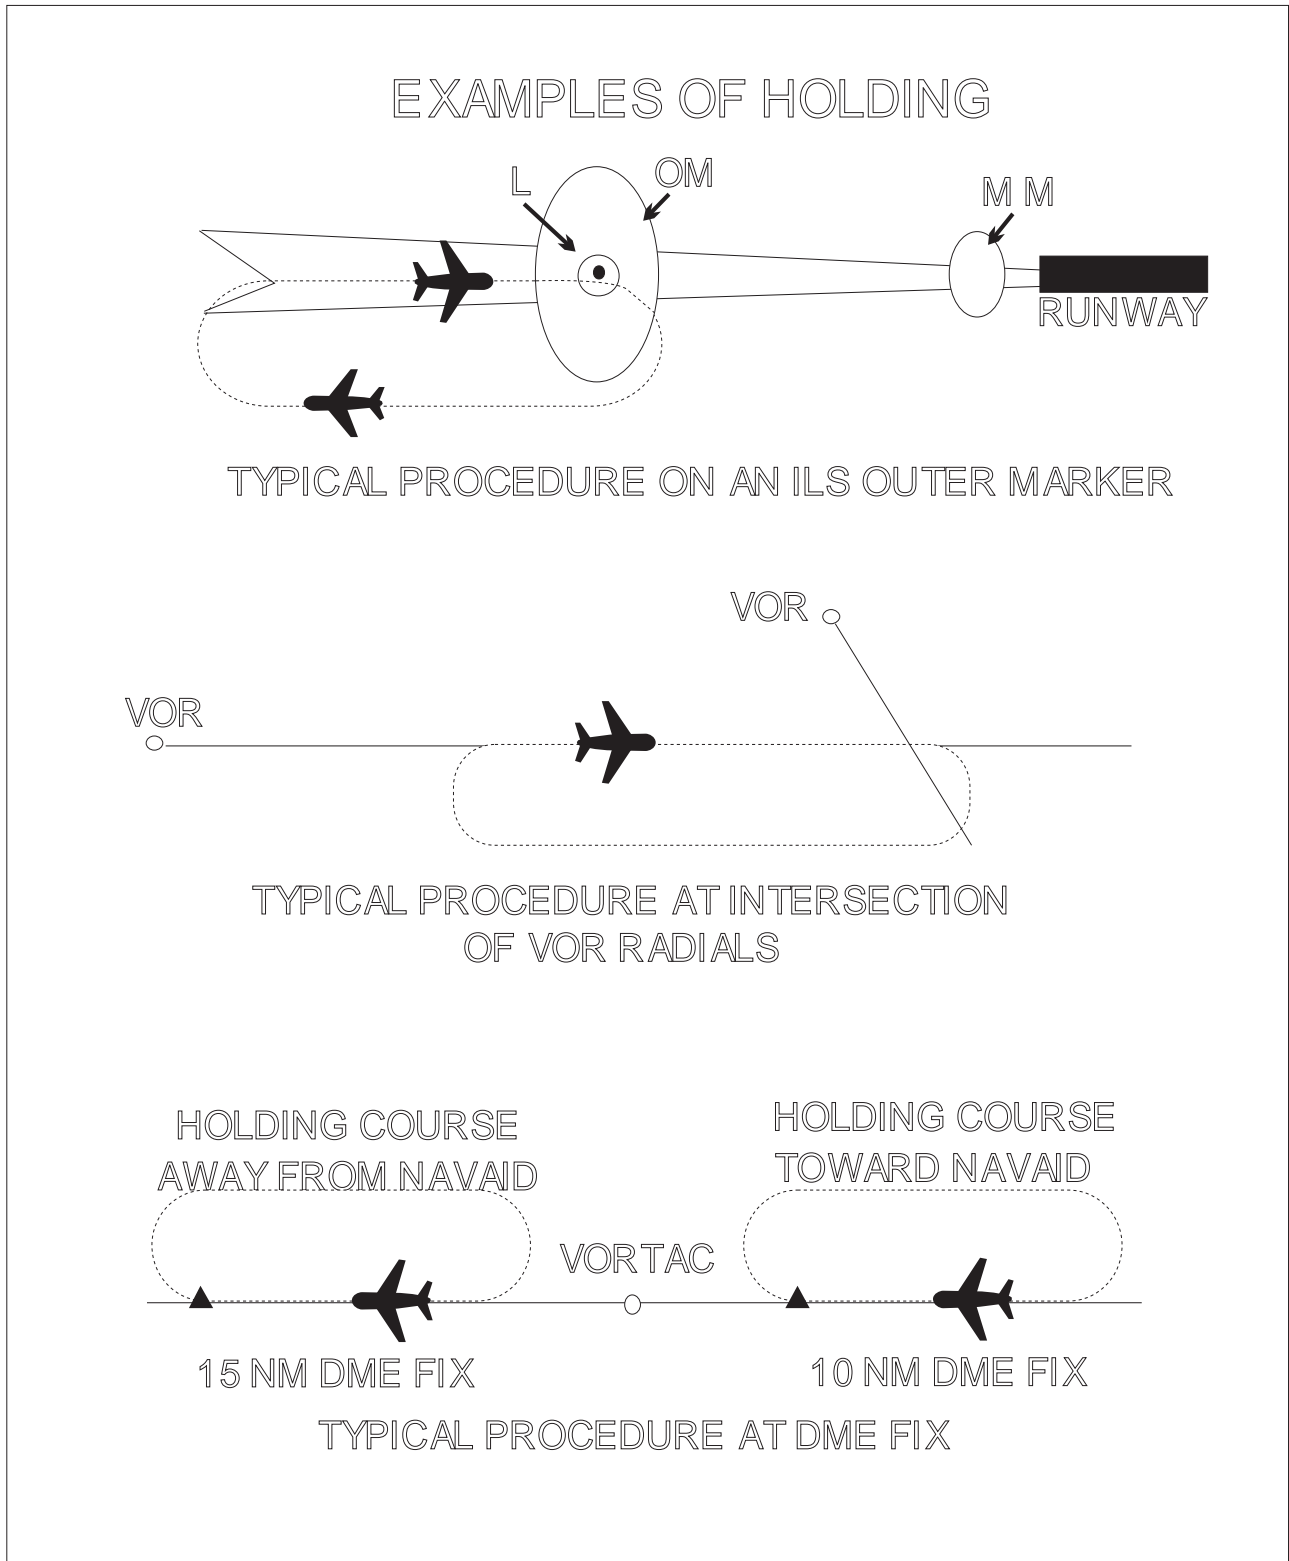 EXAMPLES OF HOLDING
L
OM
M M
RUNWAY
TYPICAL PROCEDURE ON AN ILS OUTER MARKER
VOR
VOR
TYPICAL PROCEDURE AT INTERSECTION
OF VOR RADIALS
HOLDING COURSE
AWAY FROM NAVAID
HOLDING COURSE
TOWARD NAVAID
VORTAC
15 NM DME FIX
10 NM DME FIX
TYPICAL PROCEDURE AT DME FIX